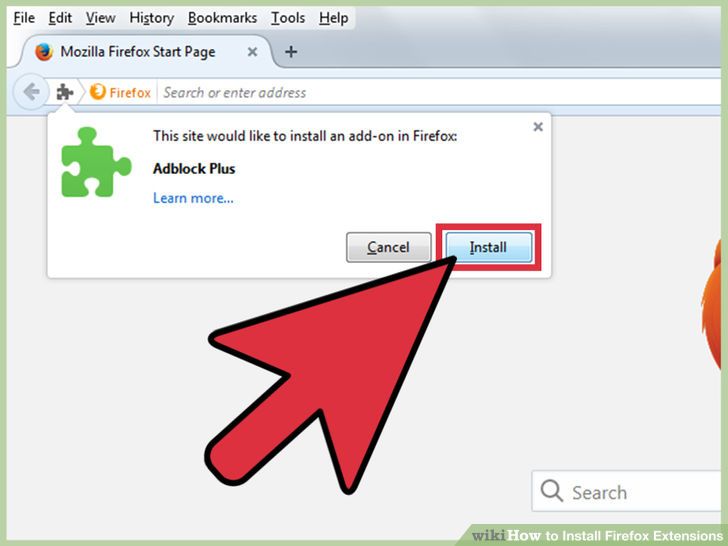 File Edit View History Bookmarks Tools Help
Mozilla Firefox Start Page
Firefox Search or enter address
This site would like to install an add-on in Firefox:
Adblock Plus
Learn more...
Cancel Install
Search
wikiHow to Install Firefox Extensions